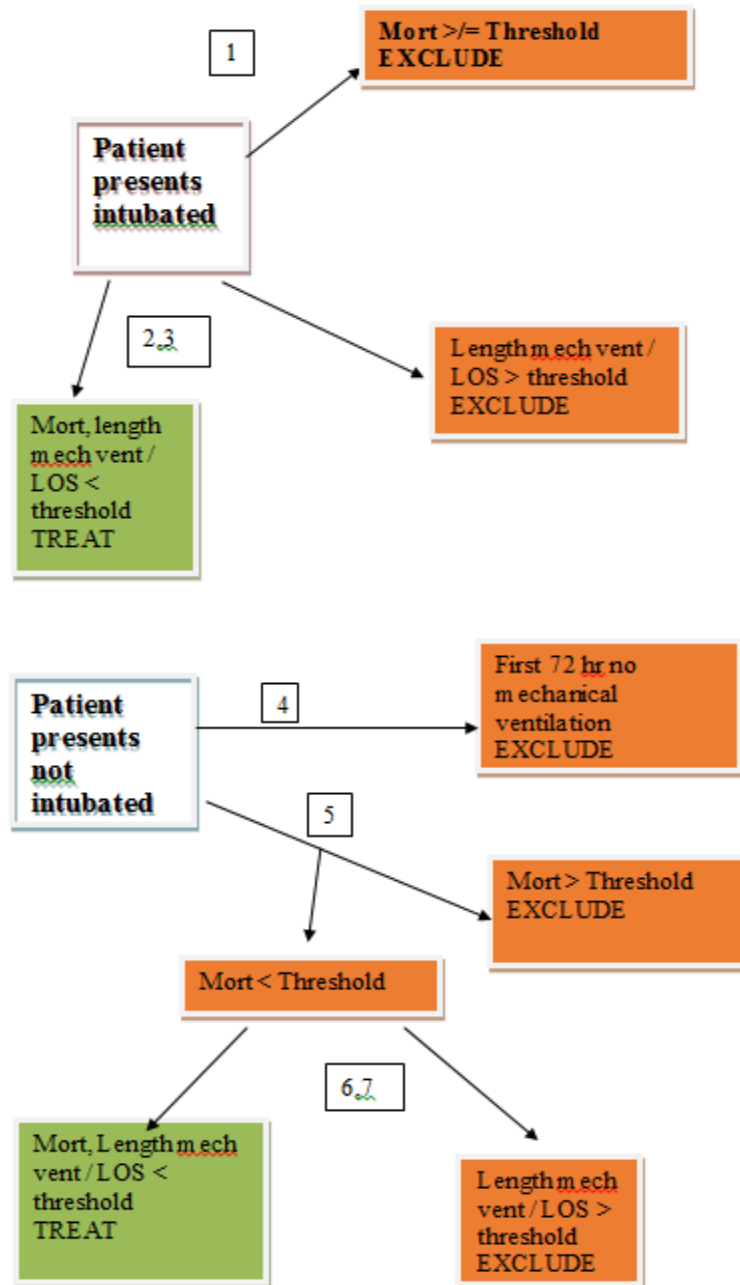 1
Mort >/= Threshold
EXCLUDE
Patient
presents
intubated
2,3
Length mech vent /
LOS > threshold
EXCLUDE
Mort, length
mech vent /
LOS <
threshold
TREAT
First 72 hr no
mechanical
ventilation
EXCLUDE
Patient
presents
not
intubated
4
5
Mort > Threshold
EXCLUDE
Mort < Threshold
6,7
Mort, Length mech
vent / LOS <
threshold
TREAT
Length mech
vent / LOS >
threshold
EXCLUDE